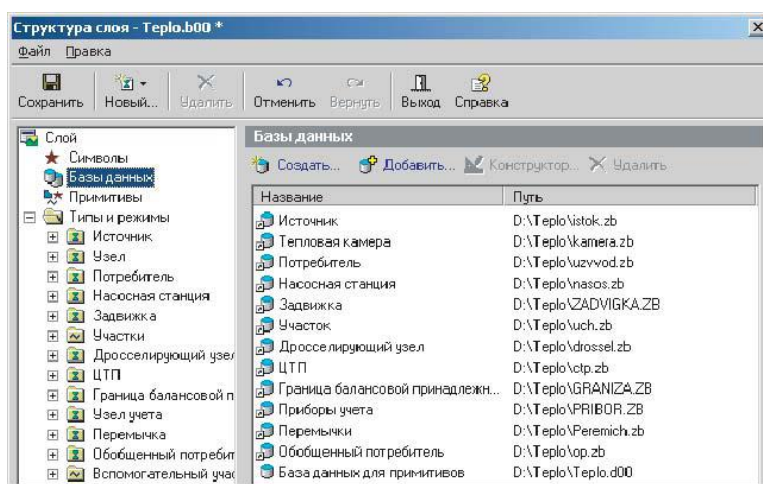 Структура слоя - Teplo.b00 *
Файл Правка
Сохранить Новый... Удалить Отменить Вернуть Выход Справка
Слой
Символы
Базы данных
Примитивы
Типы и режимы
Источник
Узел
Потребитель
Насосная станция
Задвижка
Участки
Дросселирующий узел
ЦТП
Граница балансовой п
Узел учета
Перемычка
Обобщенный потребит
Вспомогательный учас
Базы данных
Создать... Добавить... Конструктор... Удалить
Название Путь
Источник D:\Teplo\istok.zb
Тепловая камера D:\Teplo\kamera.zb
Потребитель D:\Teplo\uzvvod.zb
Насосная станция D:\Teplo\nasos.zb
Задвижка D:\Teplo\ZADVIGKA.ZB
Участок D:\Teplo\uch.zb
Дросселирующий узел D:\Teplo\drossel.zb
ЦТП D:\Teplo\ctp.zb
Граница балансовой принадлежн... D:\Teplo\GRANIZA.ZB
Приборы учета D:\Teplo\PRIBOR.ZB
Перемычки D:\Teplo\Peremich.zb
Обобщенный потребитель D:\Teplo\op.zb
База данных для примитивов D:\Teplo\Teplo.d00